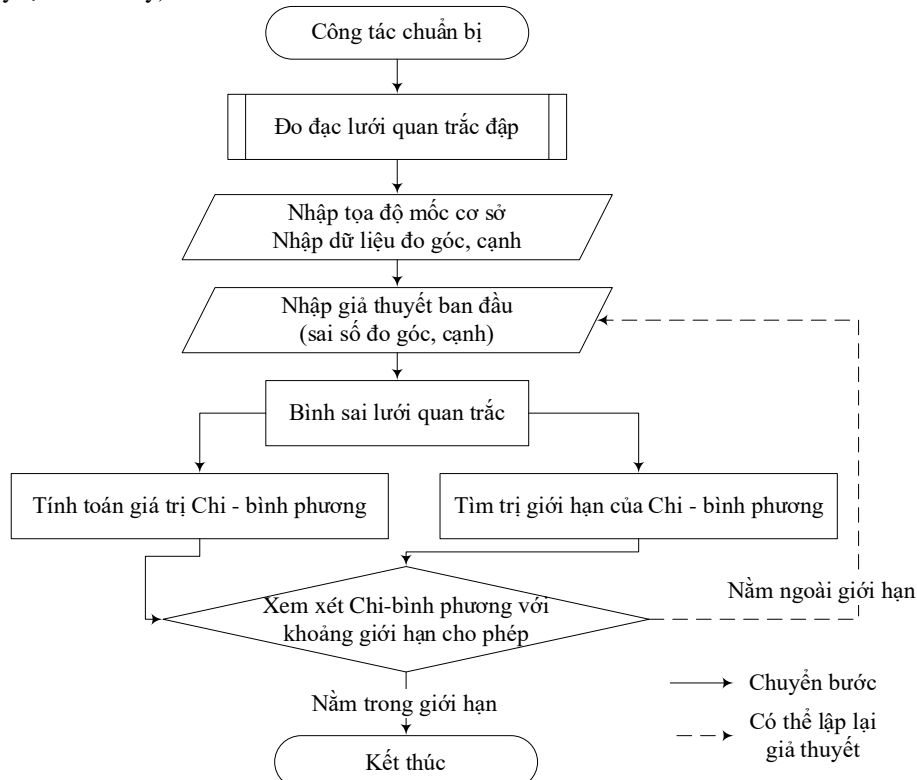 Công tác chuẩn bị
Đo đạc lưới quan trắc đập
Nhập tọa độ mốc cơ sở
Nhập dữ liệu đo góc, cạnh
Nhập giả thuyết ban đầu
(sai số đo góc, cạnh)
Bình sai lưới quan trắc
Tính toán giá trị Chi - bình phương
Tìm trị giới hạn của Chi - bình phương
Xem xét Chi-bình phương với
khoảng giới hạn cho phép
Nằm ngoài giới hạn
Nằm trong giới hạn
Kết thúc
Chuyển bước
Có thể lập lại
giả thuyết